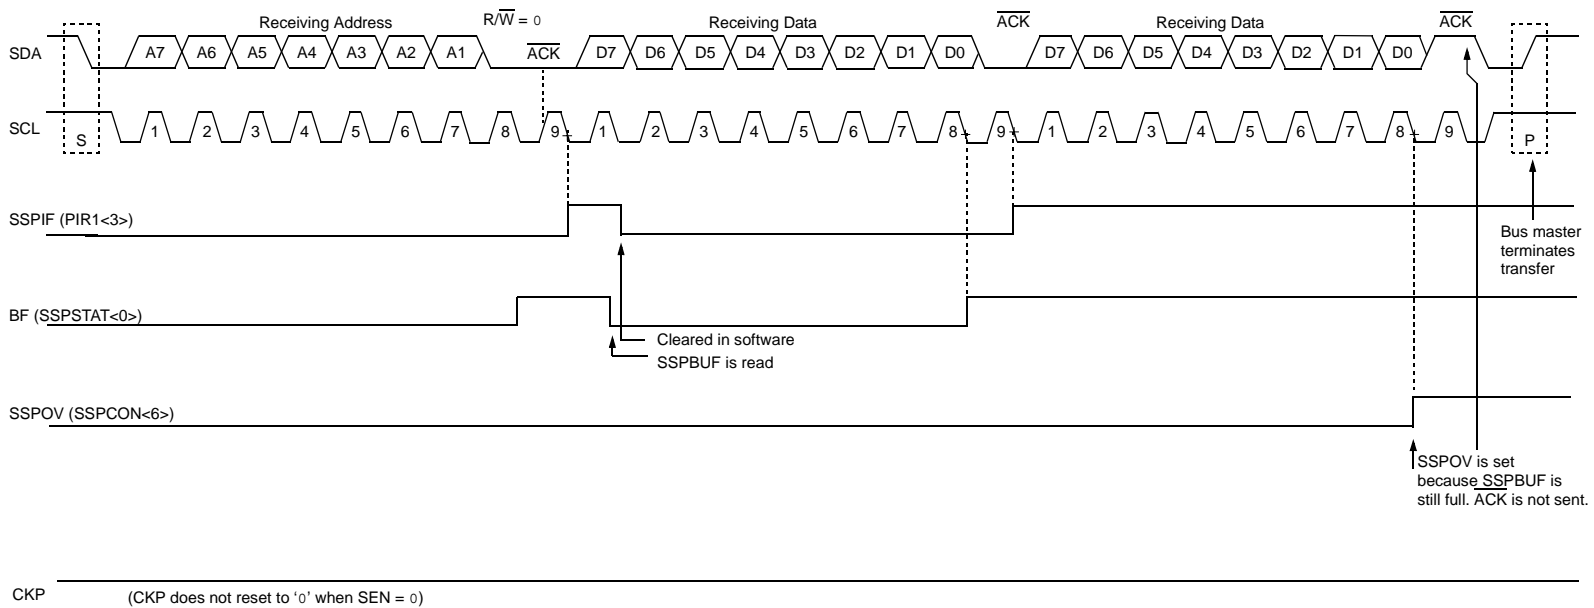 Receiving Address R/W = 0 Receiving Data ACK Receiving Data ACK
SDA A7 A6 A5 A4 A3 A2 A1 ACK D7 D6 D5 D4 D3 D2 D1 D0 D7 D6 D5 D4 D3 D2 D1 D0
SCL S 1 2 3 4 5 6 7 8 9 1 2 3 4 5 6 7 8 9 1 2 3 4 5 6 7 8 9 P
SSPIF (PIR1<3>)
Bus master
terminates
transfer
BF (SSPSTAT<0>)
Cleared in software
SSPBUF is read
SSPOV (SSPCON<6>)
SSPOV is set
because SSPBUF is
still full. ACK is not sent.
CKP (CKP does not reset to ‘0’ when SEN = 0)